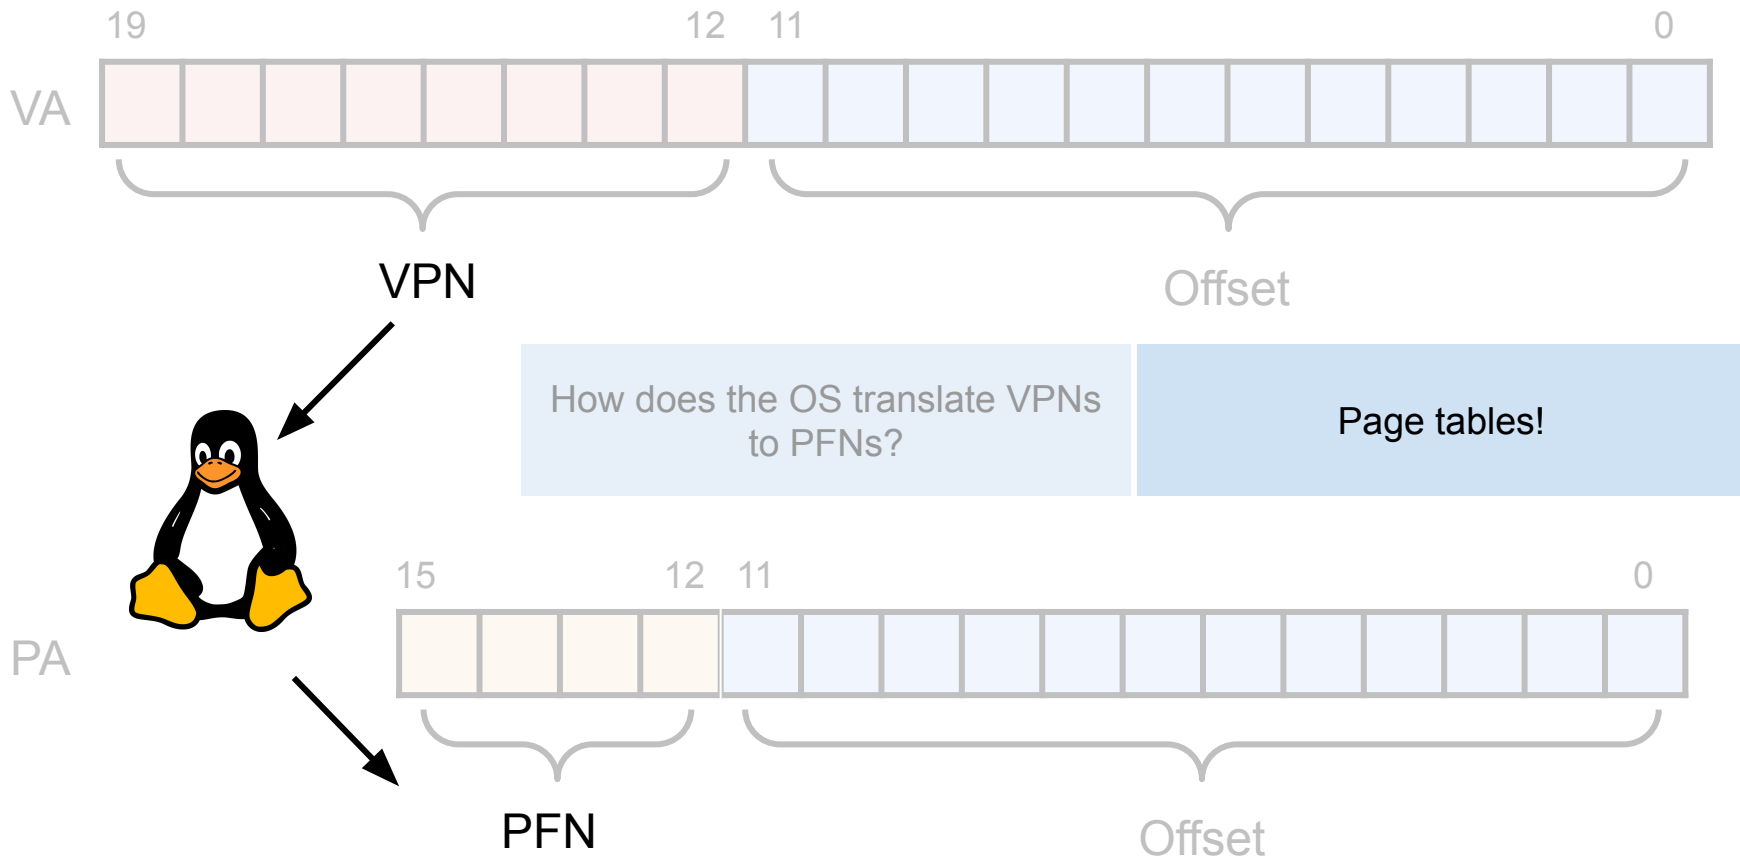 19 12 11 0
VA
VPN Offset
How does the OS translate VPNs
to PFNs?
Page tables!
15 12 11 0
PA
PFN Offset